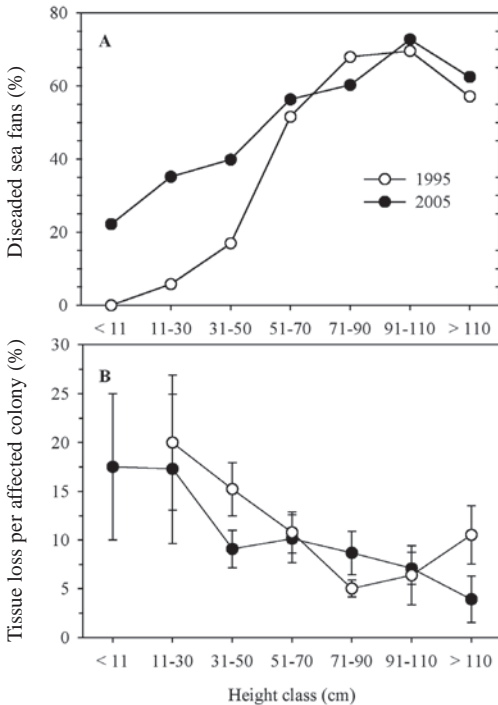 A
Diseaded sea fans (%)
80
60
40
20
0
1995
2005
< 11 11-30 31-50 51-70 71-90 91-110 > 110
B
Tissue loss per affected colony (%)
30
25
20
15
10
5
0
< 11 11-30 31-50 51-70 71-90 91-110 > 110
Height class (cm)